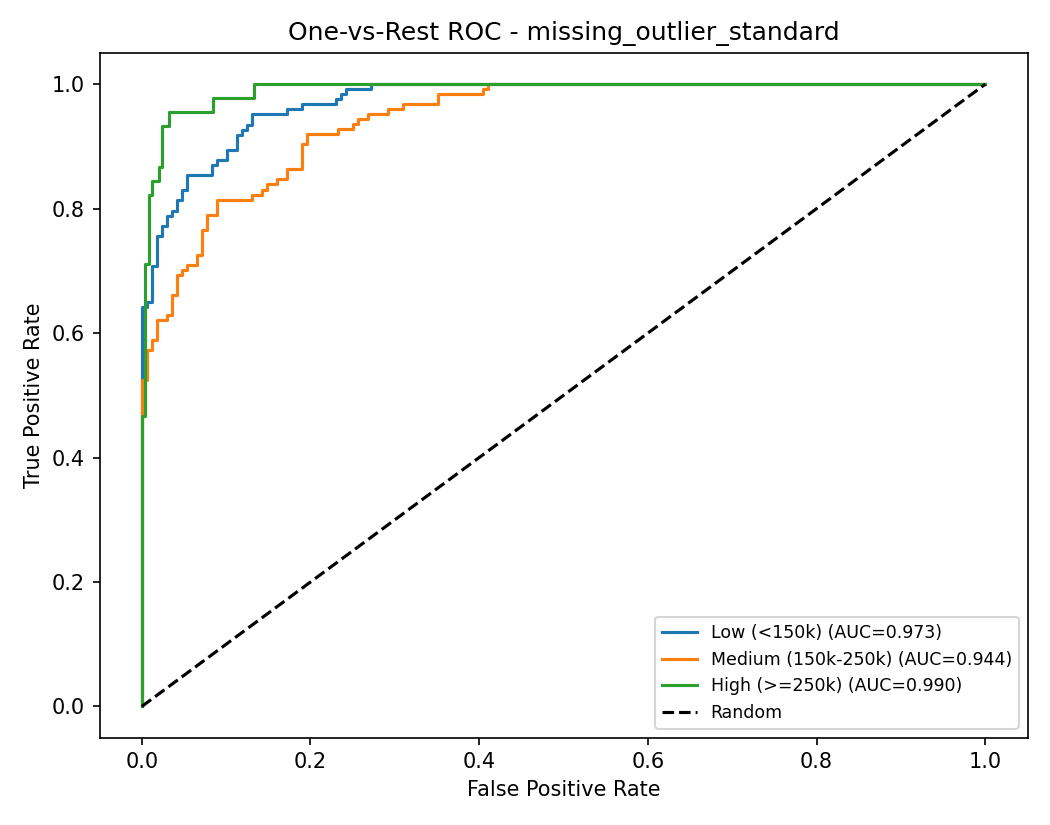 One-vs-Rest ROC - missing_outlier_standard
True Positive Rate
1.0
0.8
0.6
0.4
0.2
0.0
0.0 0.2 0.4 0.6 0.8 1.0
False Positive Rate
Low (<150k) (AUC=0.973)
Medium (150k-250k) (AUC=0.944)
High (>=250k) (AUC=0.990)
Random